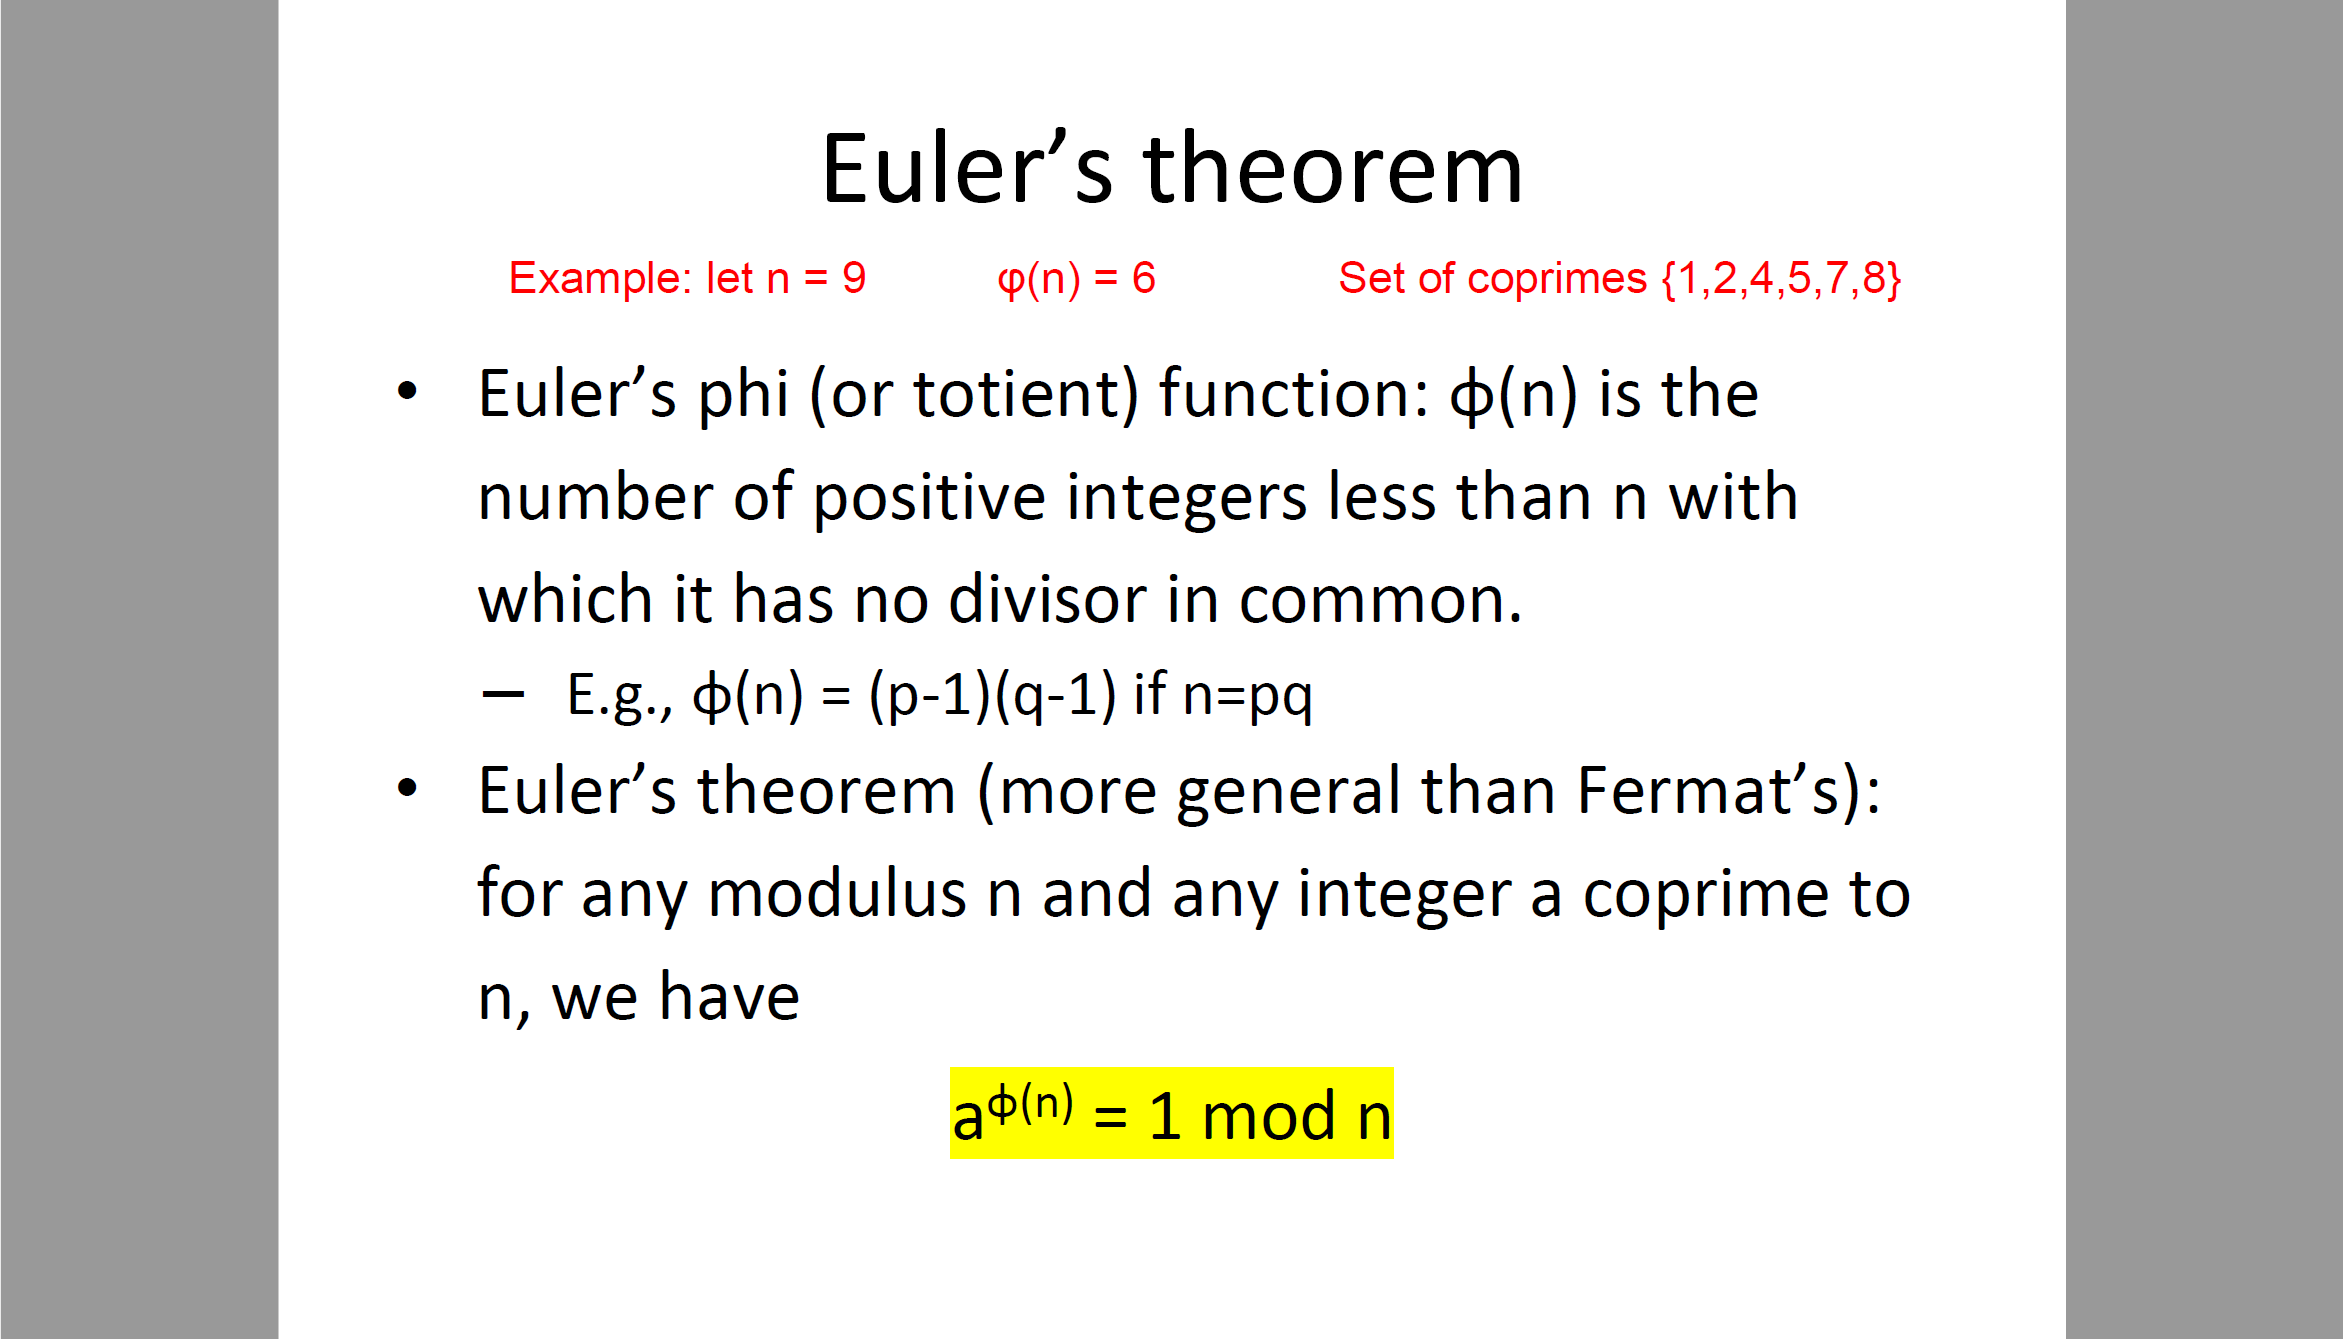 Euler’s theorem
Example: let n = 9 φ(n) = 6 Set of coprimes {1,2,4,5,7,8}
• Euler’s phi (or totient) function: ϕ(n) is the
number of positive integers less than n with
which it has no divisor in common.
– E.g., ϕ(n) = (p-1)(q-1) if n=pq
• Euler’s theorem (more general than Fermat’s):
for any modulus n and any integer a coprime to
n, we have
a^ϕ(n) = 1 mod n